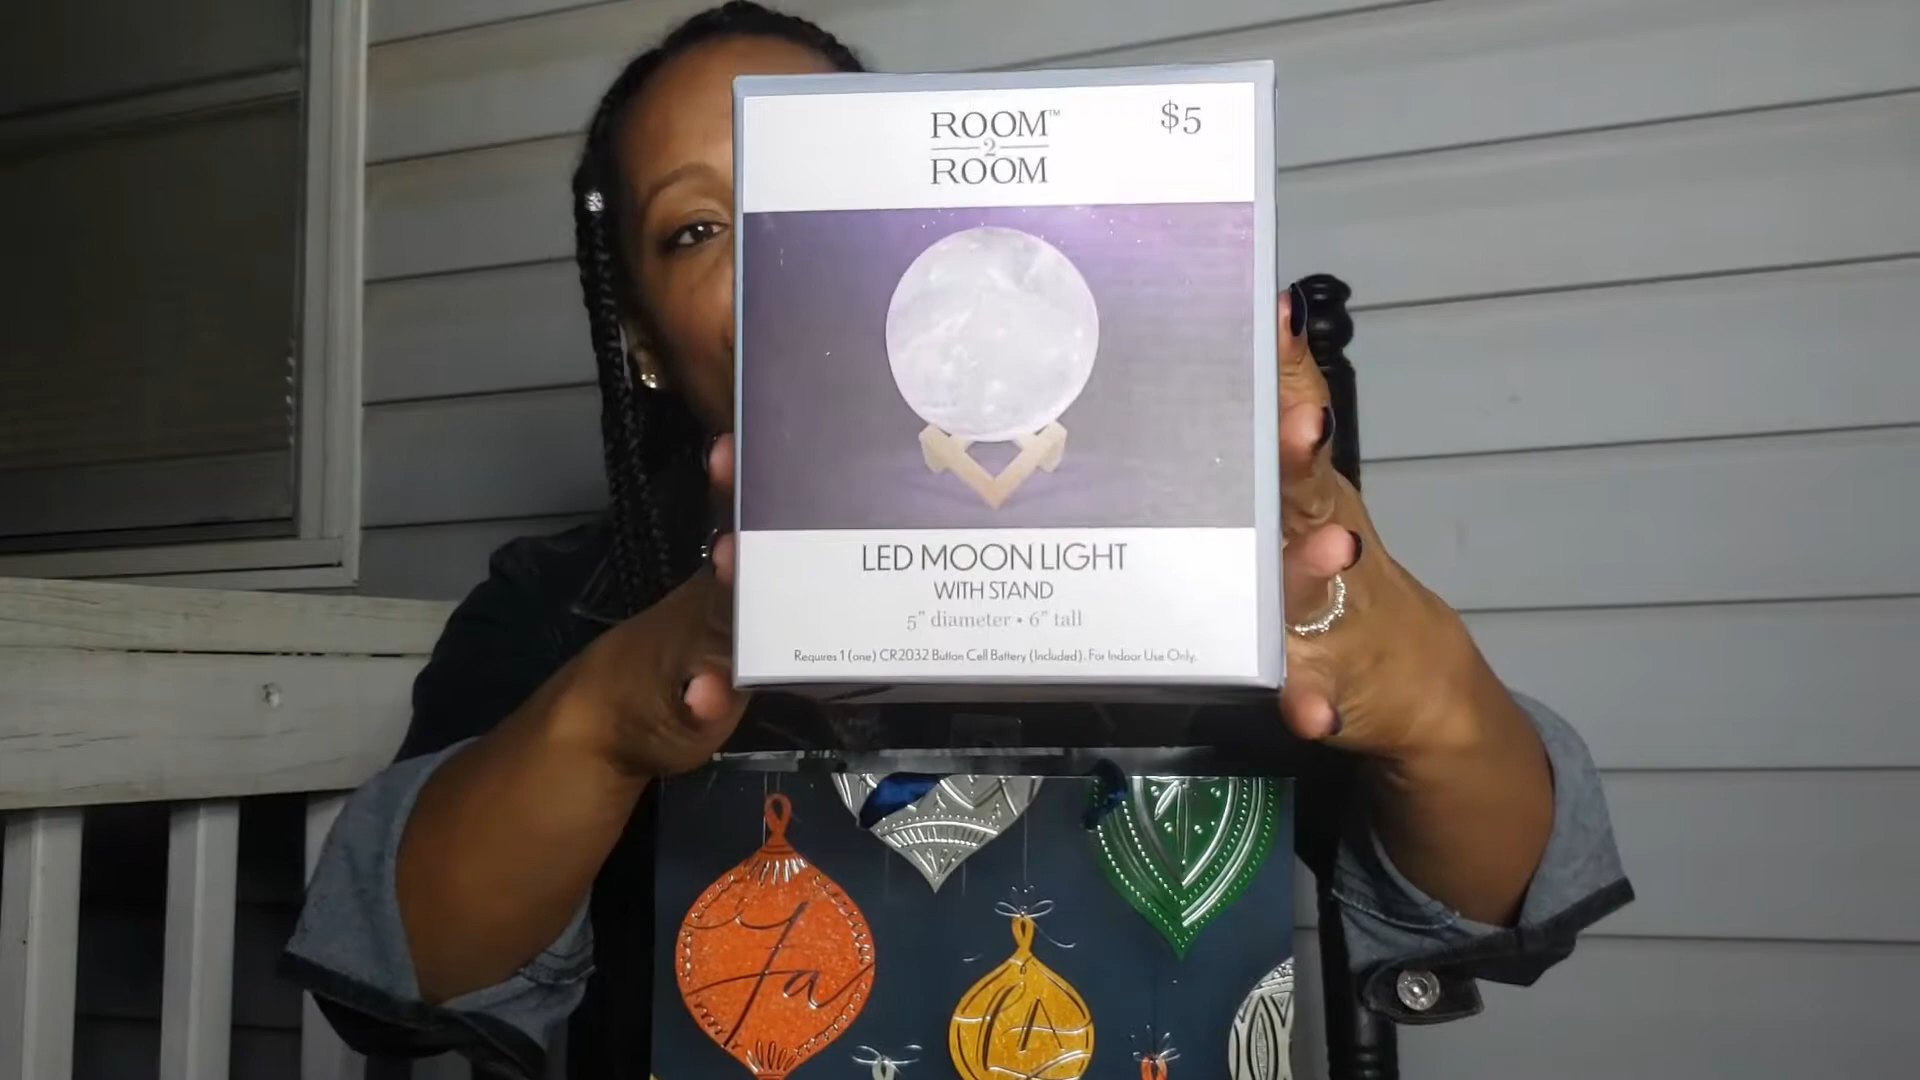 ROOM™
2
ROOM
$5
LED MOON LIGHT
WITH STAND
5" diameter • 6" tall
Requires 1 (one) CR2032 Button Cell Battery (Included). For Indoor Use Only.
Fa